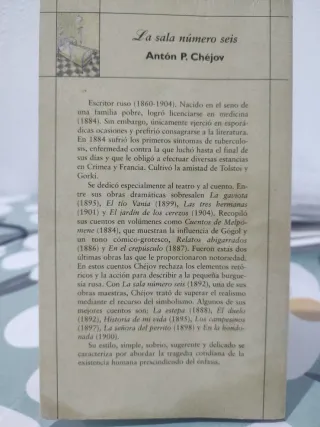 La sala número seis
Antón P. Chéjov
Escritor ruso (1860-1904). Nacido en el seno de
una familia pobre, logró licenciarse en medicina
(1884). Sin embargo, únicamente ejerció en esporá-
dicas ocasiones y prefirió consagrarse a la literatura.
En 1884 sufrió los primeros síntomas de tuberculo-
sis, enfermedad contra la que luchó hasta el final de
sus días y que le obligó a efectuar diversas estancias
en Crimea y Francia. Cultivó la amistad de Tolstoi y
Gorki.
Se dedicó especialmente al teatro y al cuento. En-
tre sus obras dramáticas sobresalen La gaviota
(1895), El tío Vania (1899), Las tres hermanas
(1901) y El jardín de los cerezos (1904). Recopiló
sus cuentos en volúmenes como Cuentos de Melpó-
mene (1884), que muestran la influencia de Gogol y
un tono cómico-grotesco, Relatos abigarrados
(1886) y En el crepúsculo (1887). Fueron estas dos
últimas obras las que le proporcionaron notoriedad.
En estos cuentos Chéjov rechaza los elementos retó-
ricos y la acción para describir a la pequeña burgue-
sía rusa. Con La sala número seis (1892), una de sus
obras maestras, Chéjov trató de superar el realismo
mediante el recurso del simbolismo. Algunos de sus
mejores cuentos son: La estepa (1888), El duelo
(1892), Historia de mi vida (1895), Los campesinos
(1897), La señora del perrito (1898) y En la hondo-
nada (1900).
Su estilo, simple, sobrio, sugerente y delicado se
caracteriza por abordar la tragedia cotidiana de la
existencia humana prescindiendo del énfasis.